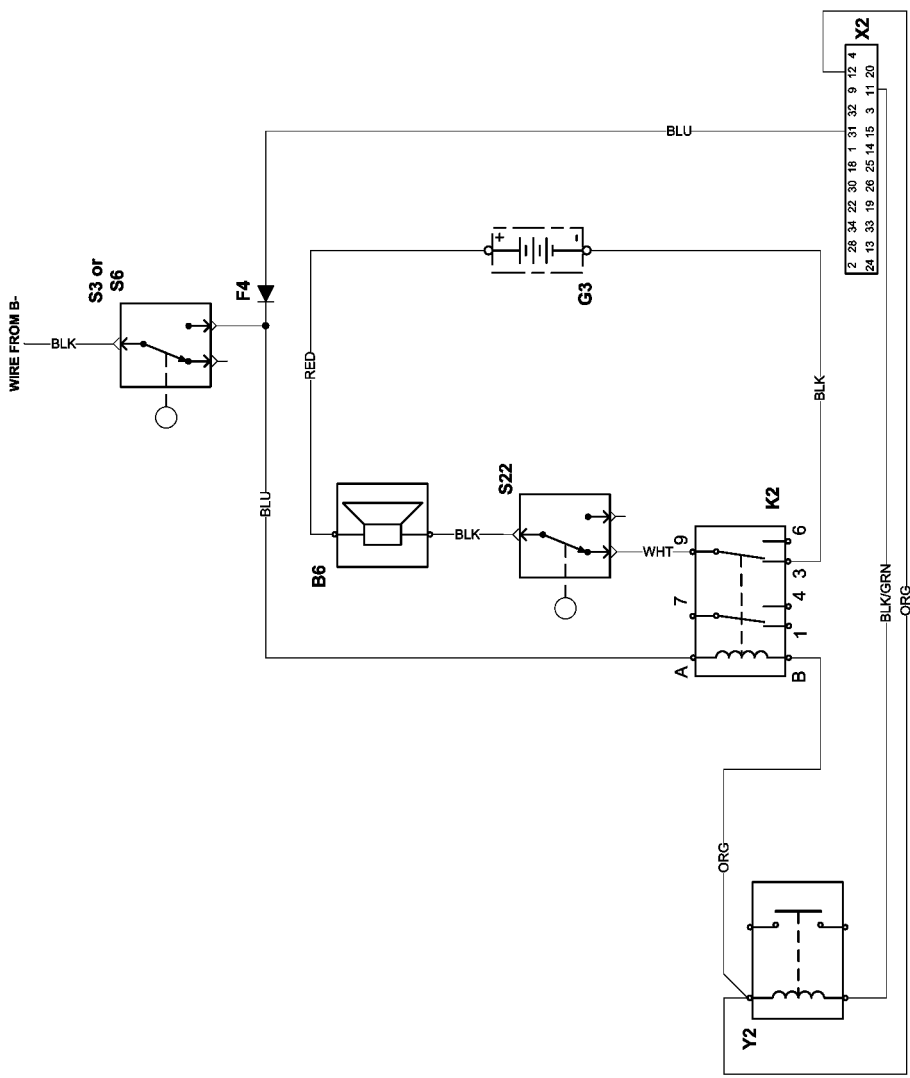 WIRE FROM B-
BLK
S3 or
S6
F4
BLU
X2
4
12 20
9 11
32 3
31 15
1 14
18 25
30 26
22 19
34 33
28 13
2 24
RED
+
-
G3
BLK
BLU
B6
BLK
S22
WHT
K2
9
6
3
7
4
1
A
B
BLK/GRN
ORG
ORG
Y2